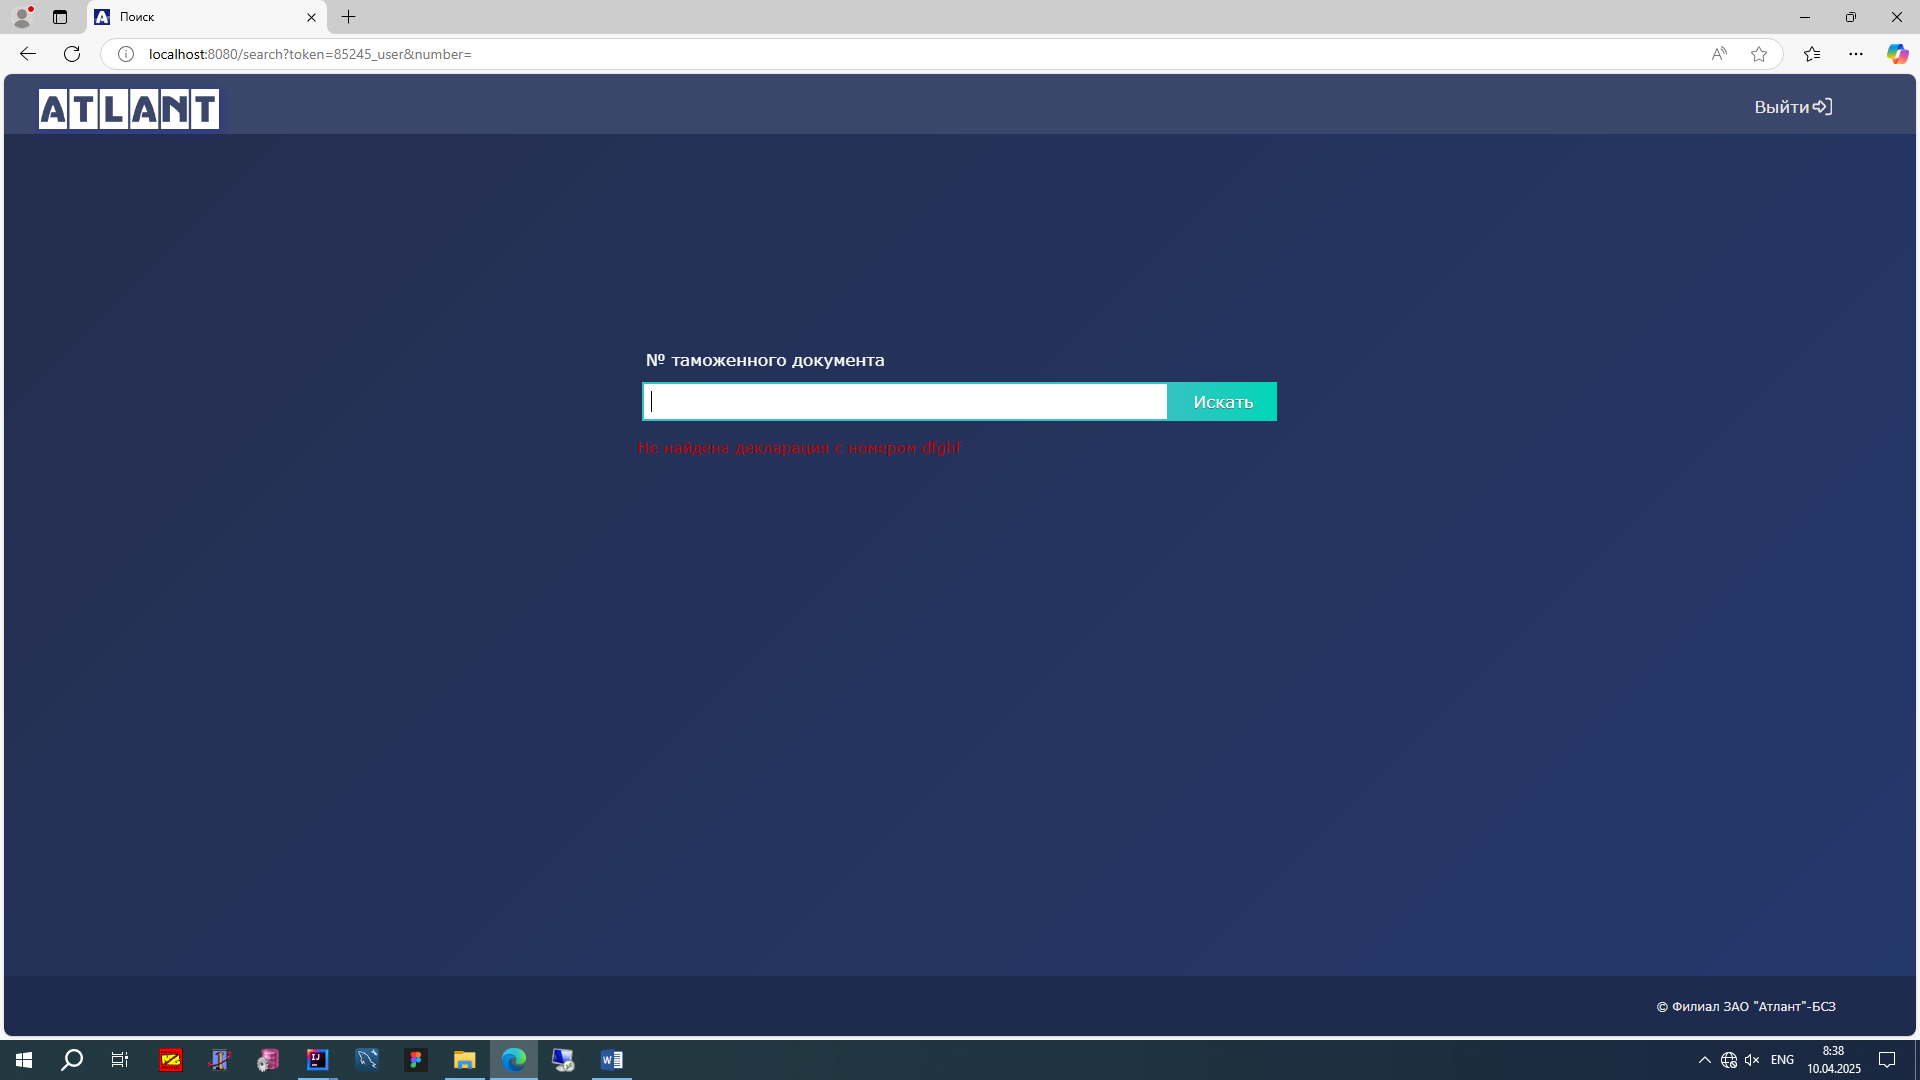 Поиск
localhost:8080/search?token=85245_user&number=
ATLANT
Выйти
№ таможенного документа
Искать
Не найдена декларация с номером dfghf
© Филиал ЗАО "Атлант"-БСЗ
ENG
8:38
10.04.2025